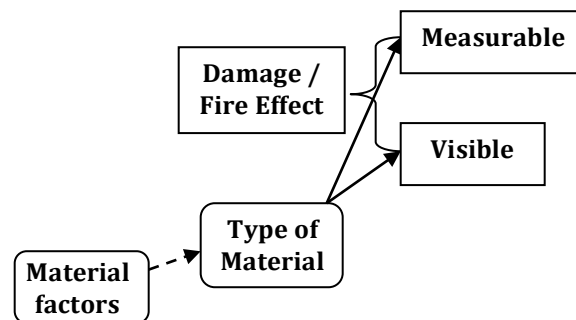 Measurable
Damage /
Fire Effect
Visible
Type of
Material
Material
factors